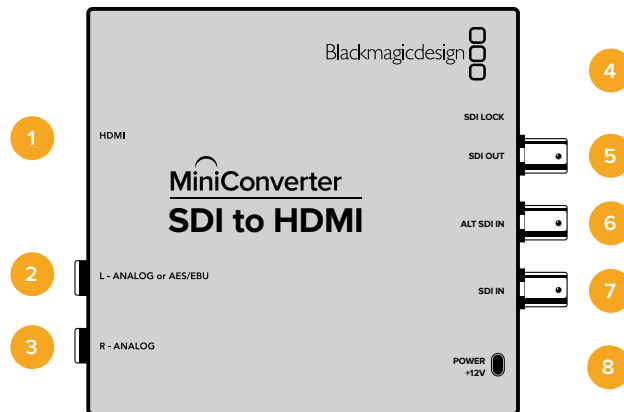 Blackmagicdesign
4
SDI LOCK
1
HDMI
SDI OUT
5
MiniConverter
SDI to HDMI
ALT SDI IN
6
2
L - ANALOG or AES/EBU
SDI IN
7
3
R - ANALOG
POWER
+12V
8